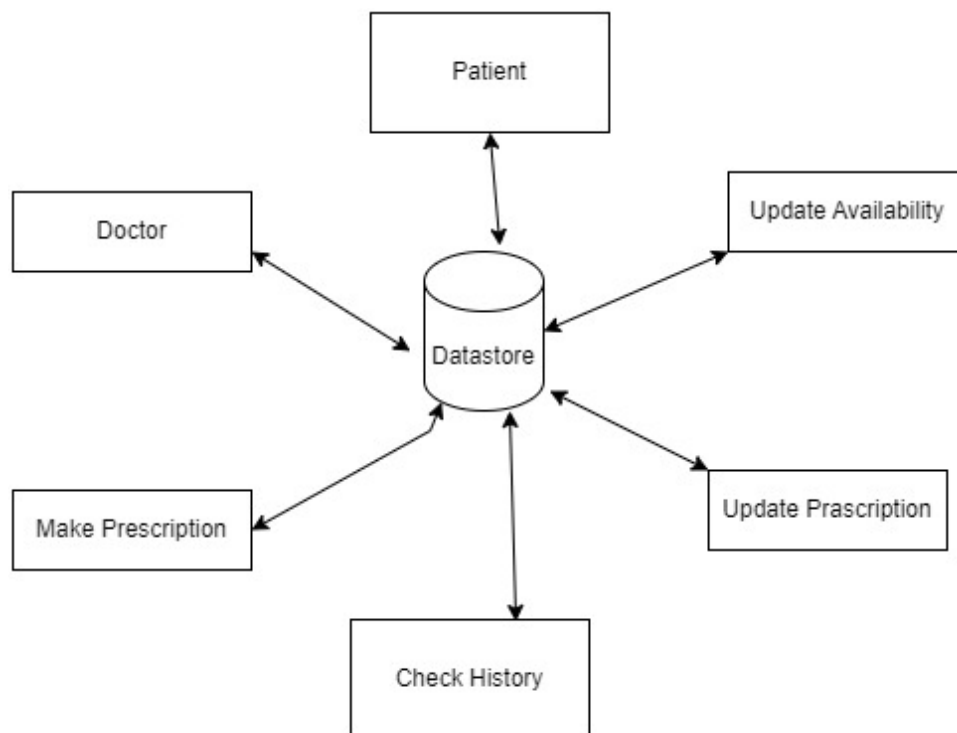 Patient
Doctor
Update Availability
Datastore
Make Prescription
Update Prascription
Check History